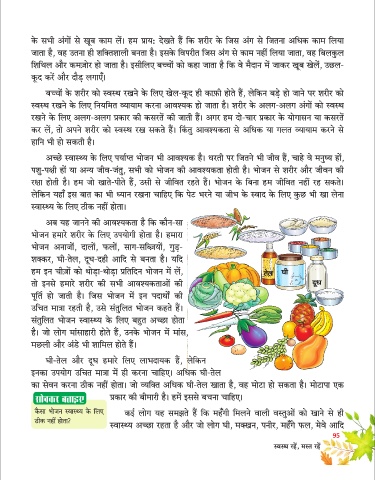 के सभी अंगों से खूब काम लें। हम प्रायः देखते हैं कि शरीर के जिस अंग से जितना अधिक काम लिया
जाता है, वह उतना ही शक्तिशाली बनता है। इसके विपरीत जिस अंग से काम नहीं लिया जाता, वह बिलकुल
शिथिल और कमज़ोर हो जाता है। इसीलिए बच्चों को कहा जाता है कि वे मैदान में जाकर खूब खेलें, उछल-
कूद करें और दौड़ लगाएँ।
बच्चों के शरीर को स्वस्थ रखने के लिए खेल-कूद ही काफ़ी होते हैं, लेकिन बड़े हो जाने पर शरीर को
स्वस्थ रखने के लिए नियमित व्यायाम करना आवश्यक हो जाता है। शरीर के अलग-अलग अंगों को स्वस्थ
रखने के लिए अलग-अलग प्रकार की कसरतें की जाती हैं। अगर हम दो-चार प्रकार के योगासन या कसरतें
कर लें, तो अपने शरीर को स्वस्थ रख सकते हैं। किंतु आवश्यकता से अधिक या गलत व्यायाम करने से
हानि भी हो सकती है।
अच्छे स्वास्थ्य के लिए पर्याप्त भोजन भी आवश्यक है। धरती पर जितने भी जीव हैं, चाहे वे मनुष्य हों,
पशु-पक्षी हों या अन्य जीव-जंतु, सभी को भोजन की आवश्यकता होती है। भोजन से शरीर और जीवन की
रक्षा होती है। हम जो खाते-पीते हैं, उसी से जीवित रहते हैं। भोजन के बिना हम जीवित नहीं रह सकते।
लेकिन यहाँ इस बात का भी ध्यान रखना चाहिए कि पेट भरने या जीभ के स्वाद के लिए कुछ भी खा लेना
स्वास्थ्य के लिए ठीक नहीं होता।
अब यह जानने की आवश्यकता है कि कौन-सा
भोजन हमारे शरीर के लिए उपयोगी होता है। हमारा
भोजन अनाजों, दालों, फलों, साग-सब्ज़ियों, गुड़-
शक्कर, घी-तेल, दूध-दही आदि से बनता है। यदि
हम इन चीज़ों को थोड़ा-थोड़ा प्रतिदिन भोजन में लें,
तो इनसे हमारे शरीर की सभी आवश्यकताओं की
पूर्ति हो जाती है। जिस भोजन में इन पदार्थों की
उचित मात्रा रहती है, उसे संतुलित भोजन कहते हैं।
संतुलित भोजन स्वास्थ्य के लिए बहुत अच्छा होता
है। जो लोग मांसाहारी होते हैं, उनके भोजन में मांस,
मछली और अंडे भी शामिल होते हैं।
तेल
घी
दूध
घी-तेल और दूध हमारे लिए लाभदायक हैं, लेकिन
इनका उपयोग उचित मात्रा में ही करना चाहिए। अधिक घी-तेल
का सेवन करना ठीक नहीं होता। जो व्यक्ति अधिक घी-तेल खाता है, वह मोटा हो सकता है। मोटापा एक
प्रकार की बीमारी है। हमें इससे बचना चाहिए।
सोचकर बताइए
कैसा भोजन स्वास्थ्य के लिए
ठीक नहीं होता?
कई लोग यह समझते हैं कि महँगी मिलने वाली वस्तुओं को खाने से ही
स्वास्थ्य अच्छा रहता है और जो लोग घी, मक्खन, पनीर, महँगे फल, मेवे आदि
95
स्वस्थ रहें, मस्त रहें